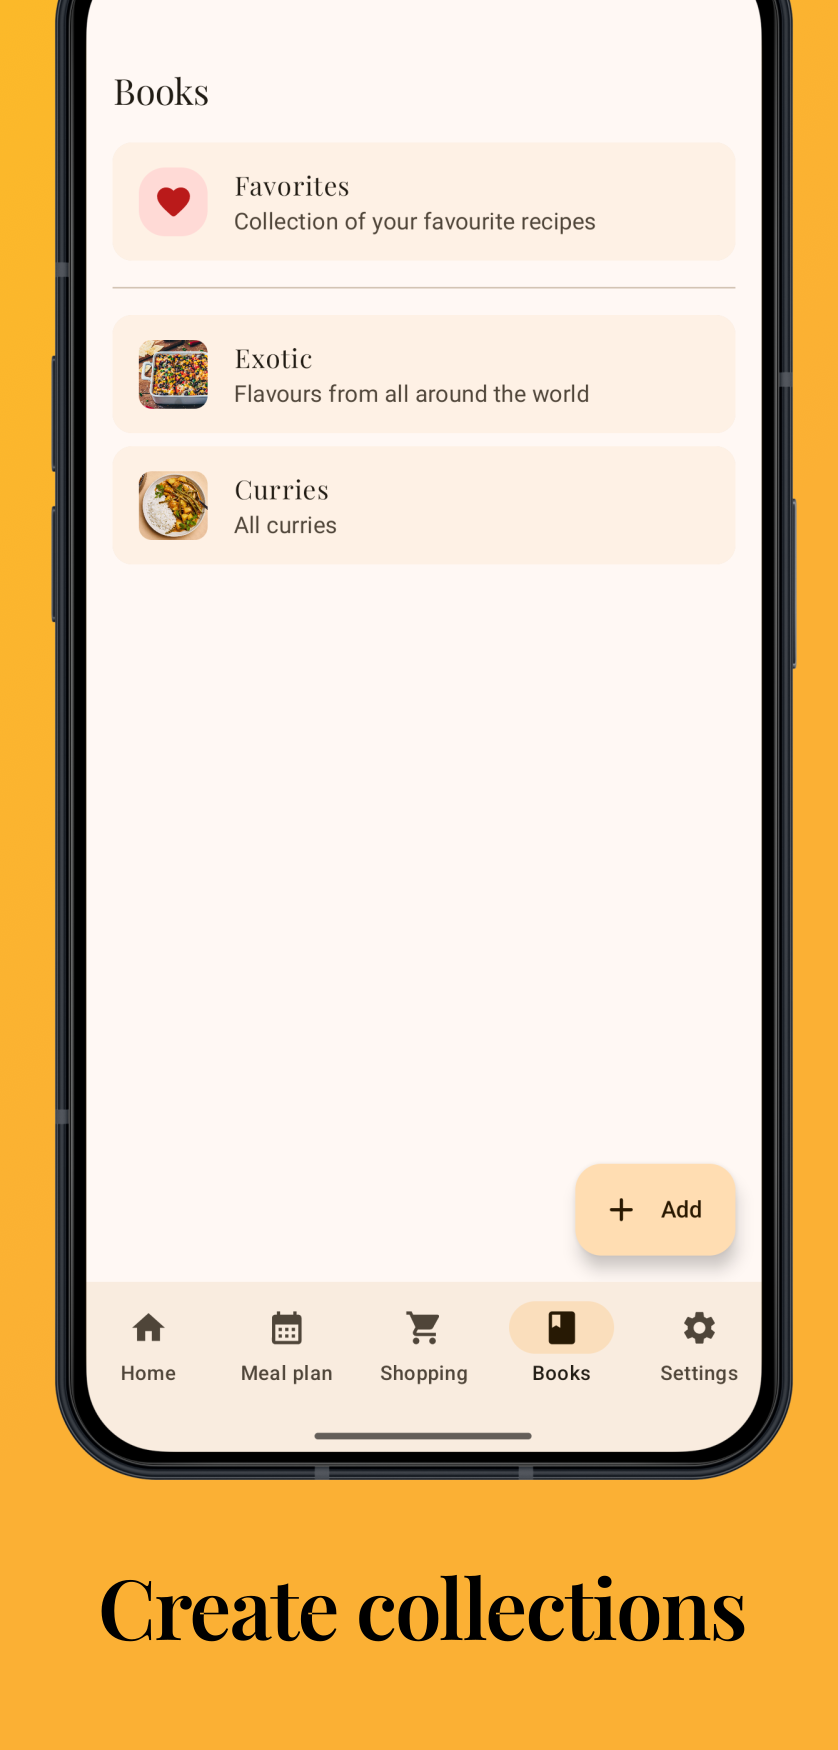 Books
Favorites
Collection of your favourite recipes
Exotic
Flavours from all around the world
Curries
All curries
Add
Home
Meal plan
Shopping
Books
Settings
Create collections